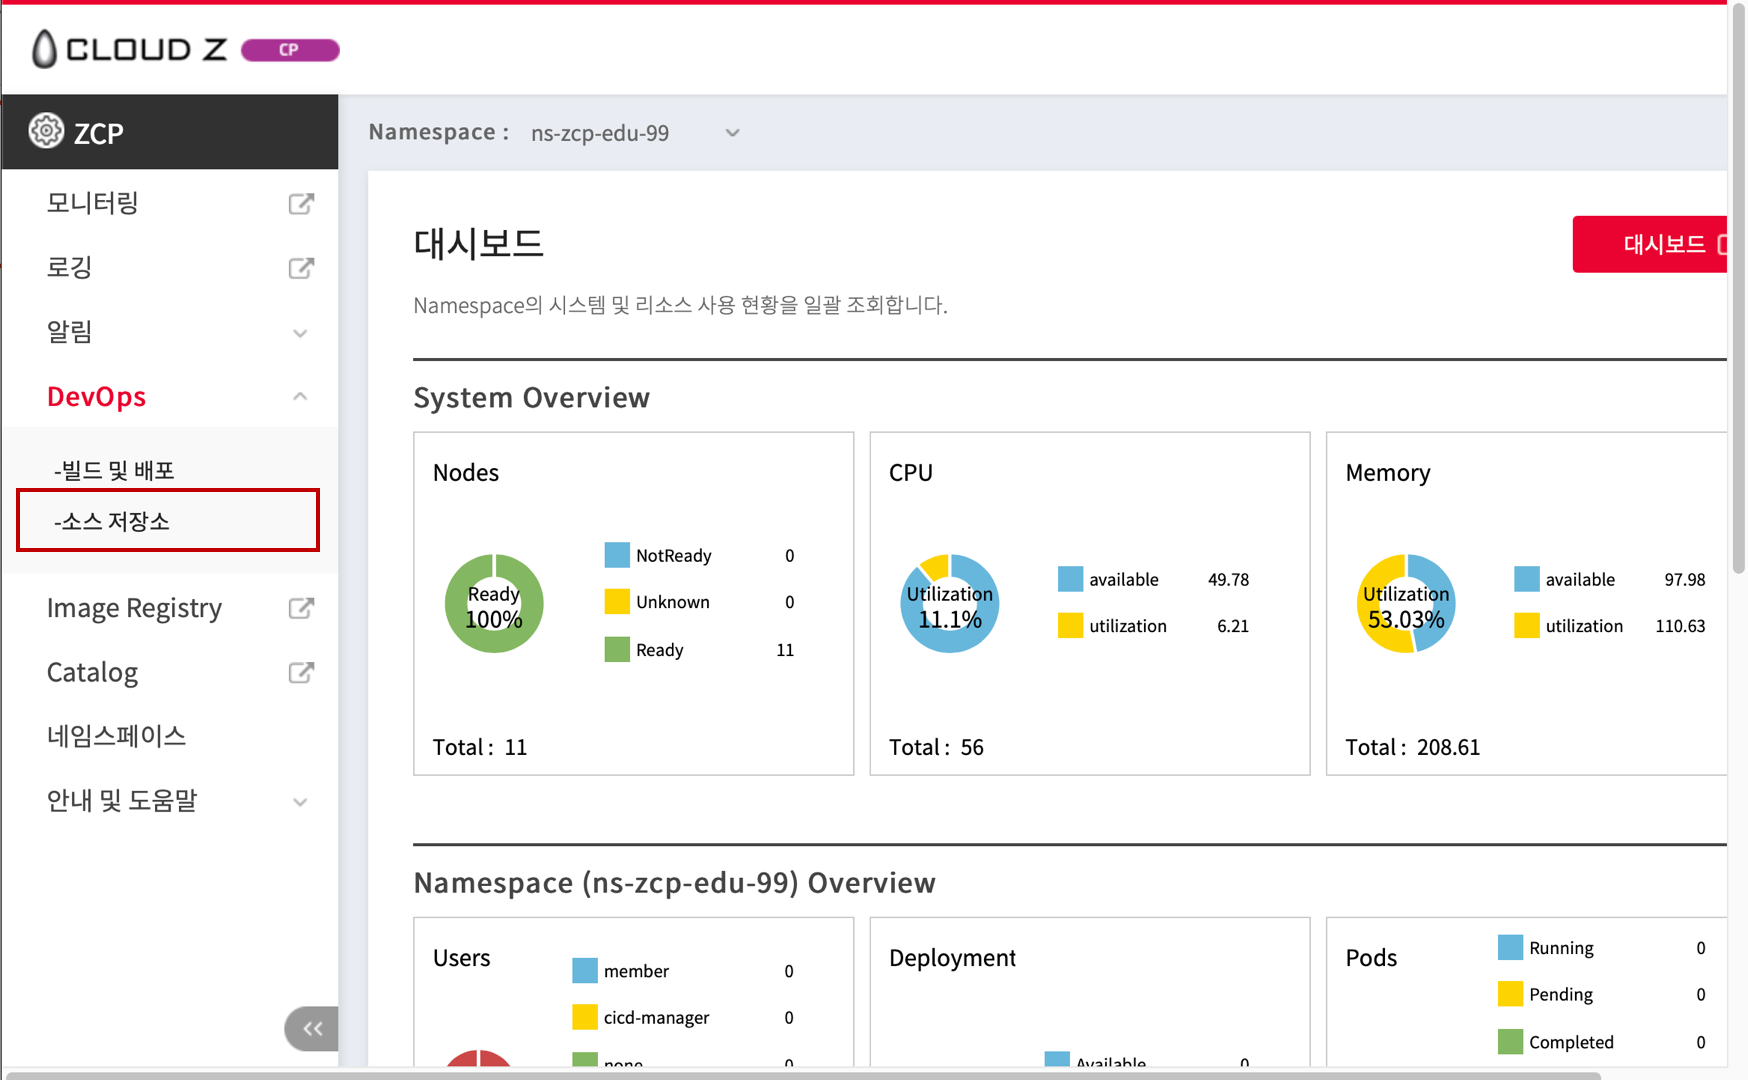 CLOUD Z CP
ZCP
모니터링
로깅
알림
DevOps
-빌드 및 배포
-소스 저장소
Image Registry
Catalog
네임스페이스
안내 및 도움말
Namespace : ns-zcp-edu-99
대시보드
대시보드
Namespace의 시스템 및 리소스 사용 현황을 일괄 조회합니다.
System Overview
Nodes
Ready
100%
NotReady 0
Unknown 0
Ready 11
Total : 11
CPU
Utilization
11.1%
available 49.78
utilization 6.21
Total : 56
Memory
Utilization
53.03%
available 97.98
utilization 110.63
Total : 208.61
Namespace (ns-zcp-edu-99) Overview
Users
member 0
cicd-manager 0
none 0
Deployment
Available 0
Pods
Running 0
Pending 0
Completed 0